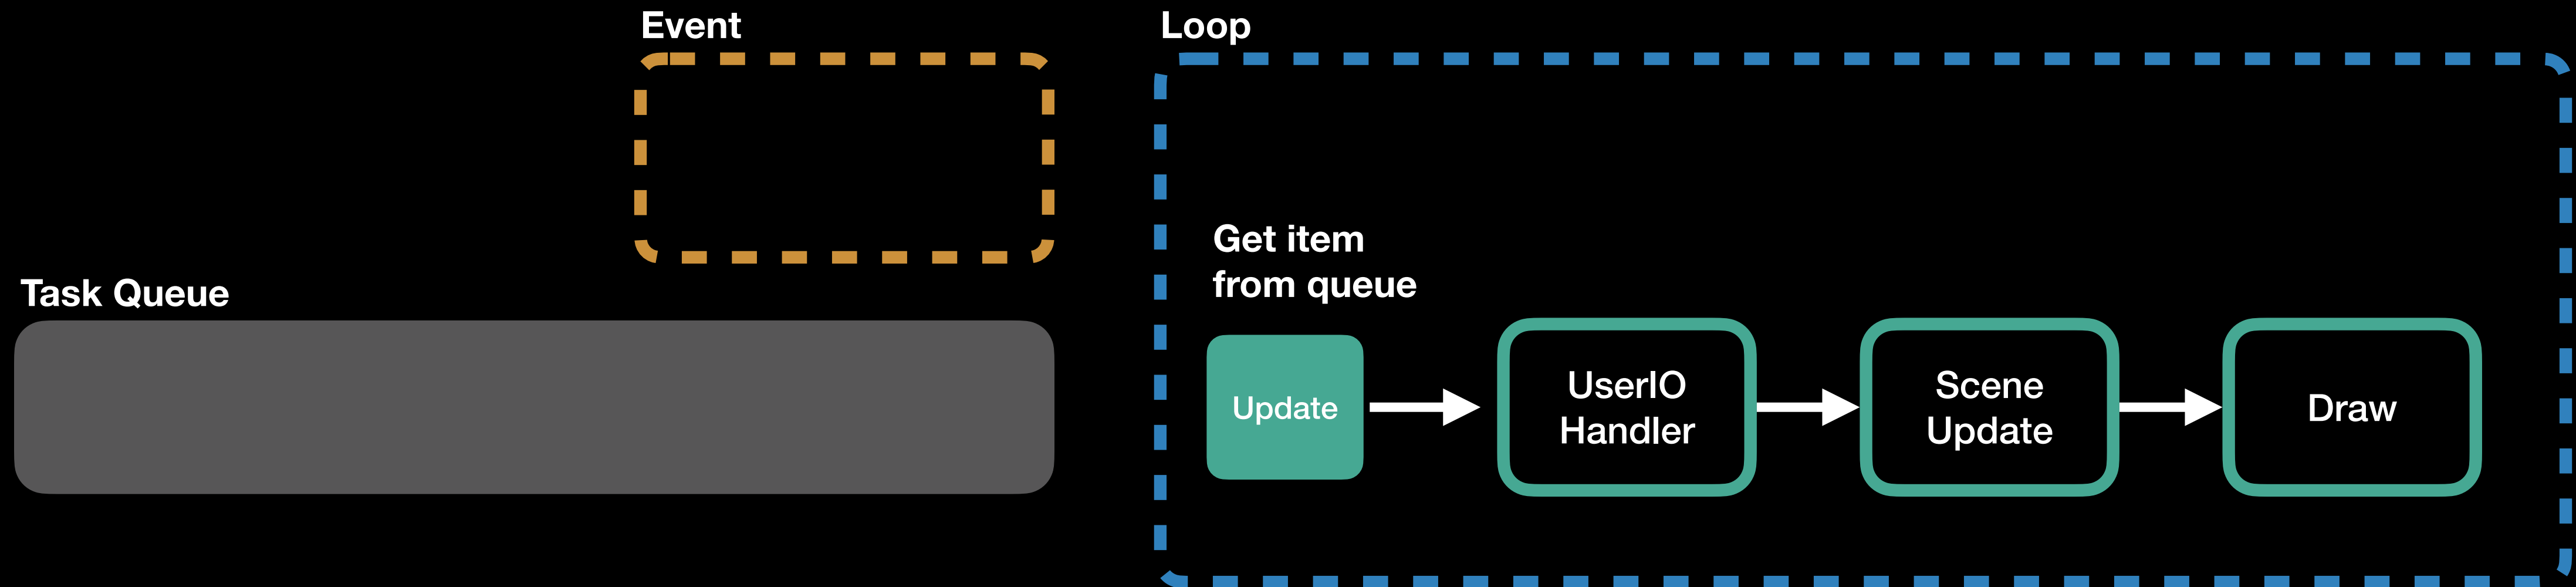 Event
Loop
Get item
from queue
Task Queue
Update
UserIO
Handler
Scene
Update
Draw